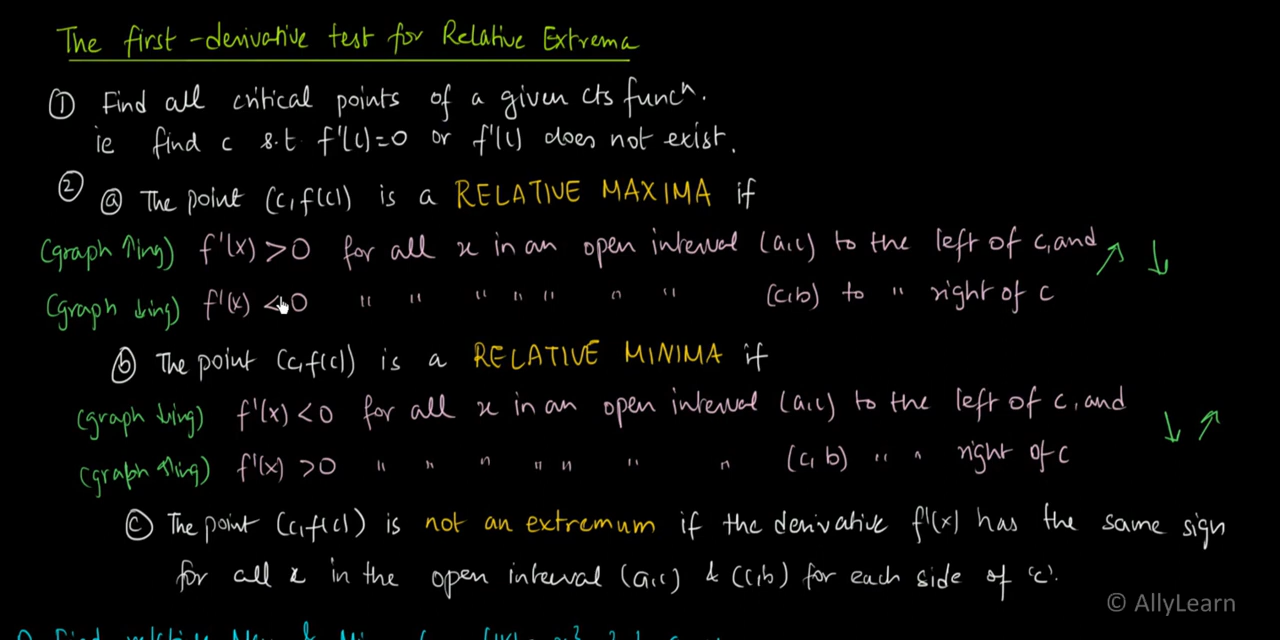 The first-derivative test for Relative Extrema
① Find all critical points of a given cts funcⁿ.
ie find c s.t f'(c)=0 or f'(c) does not exist.
② ⓐ The point (c,f(c)) is a RELATIVE MAXIMA if
(graph ↑ing) f'(x) >0 for all x in an open interval (a,c) to the left of c, and ↗ ↓
(graph ↓ing) f'(x) <0 " " " " " " " (c,b) to " right of c
ⓑ The point (c,f(c)) is a RELATIVE MINIMA if
(graph ↓ing) f'(x) <0 for all x in an open interval (a,c) to the left of c, and ↓ ↗
(graph ↑ing) f'(x) >0 " " " " " " " (c,b) " " right of c
ⓒ The point (c,f(c)) is not an extremum if the derivative f'(x) has the same sign
for all x in the open interval (a,c) & (c,b) for each side of 'c'.
© AllyLearn
Find relative